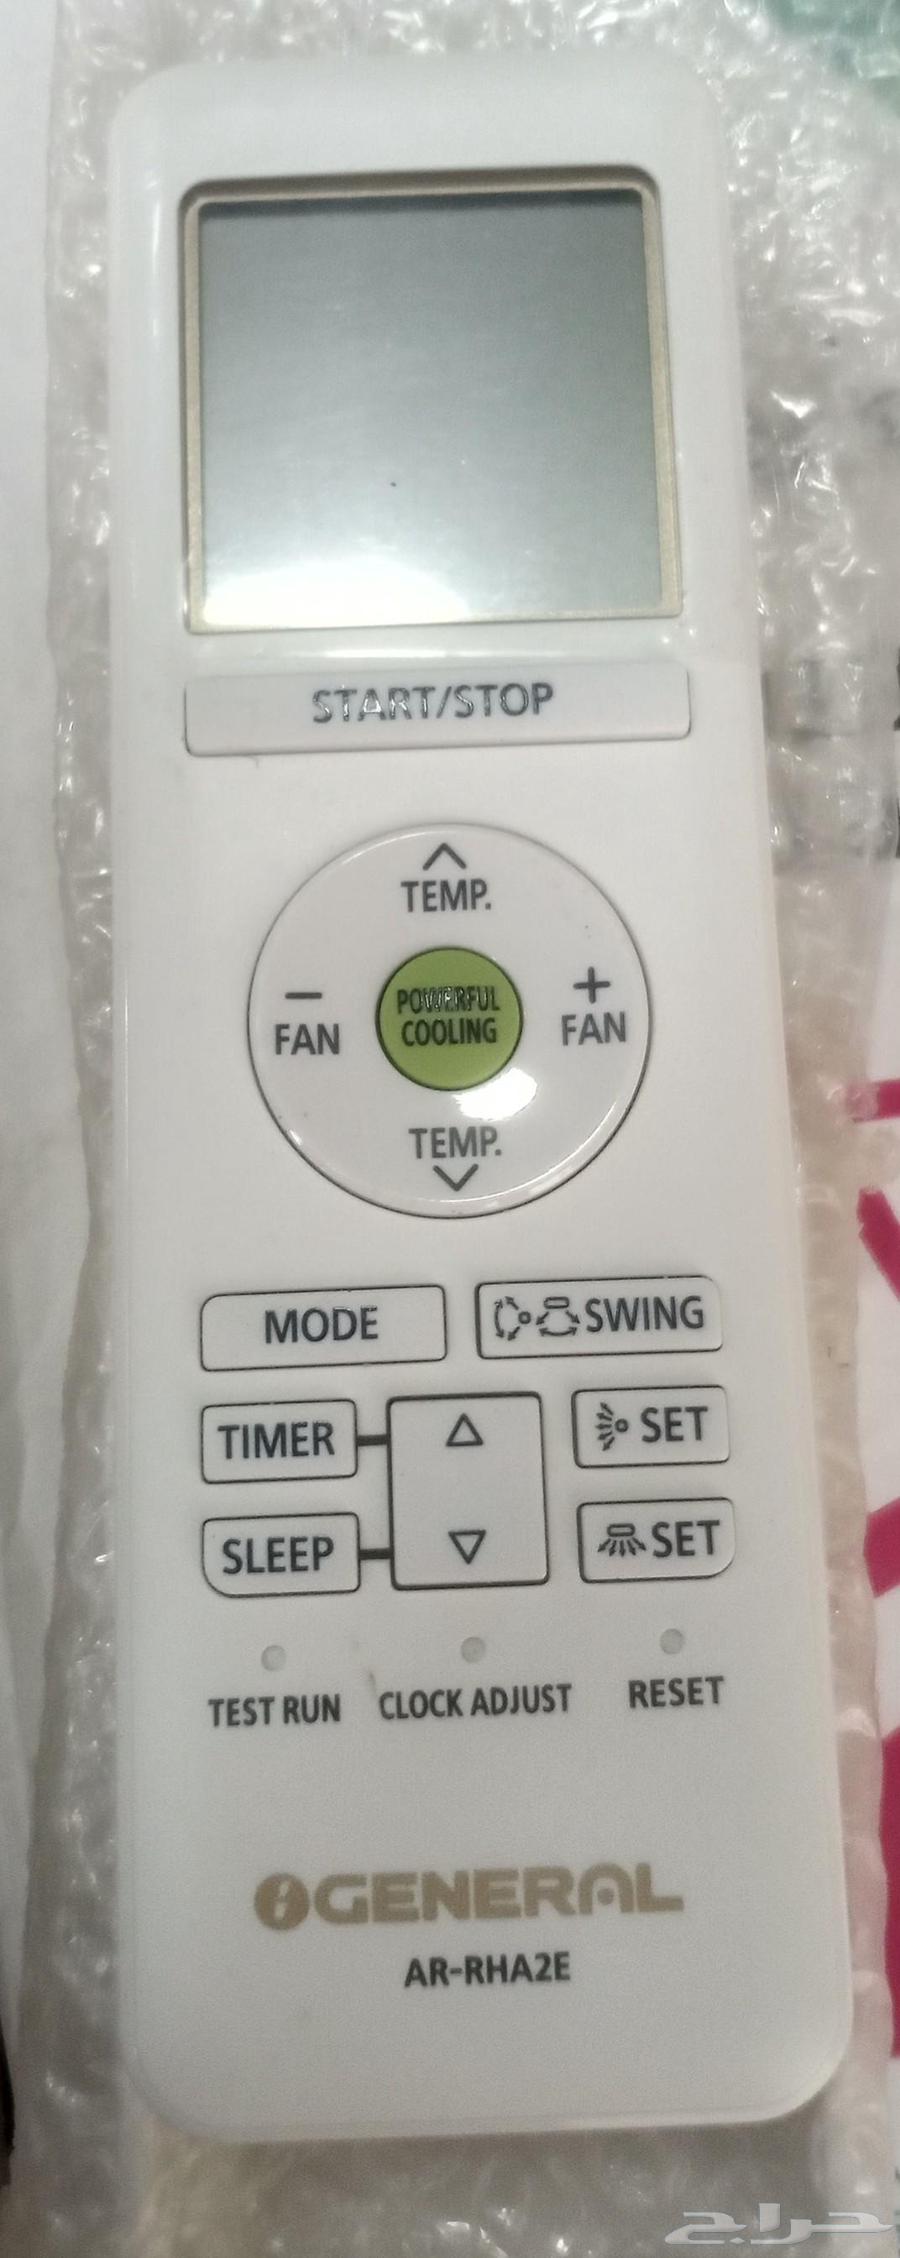 START/STOP
TEMP.
− FAN
POWERFUL
COOLING
+ FAN
TEMP.
MODE
SWING
TIMER
SET
SLEEP
SET
TEST RUN
CLOCK ADJUST
RESET
GENERAL
AR-RHA2E
حراج